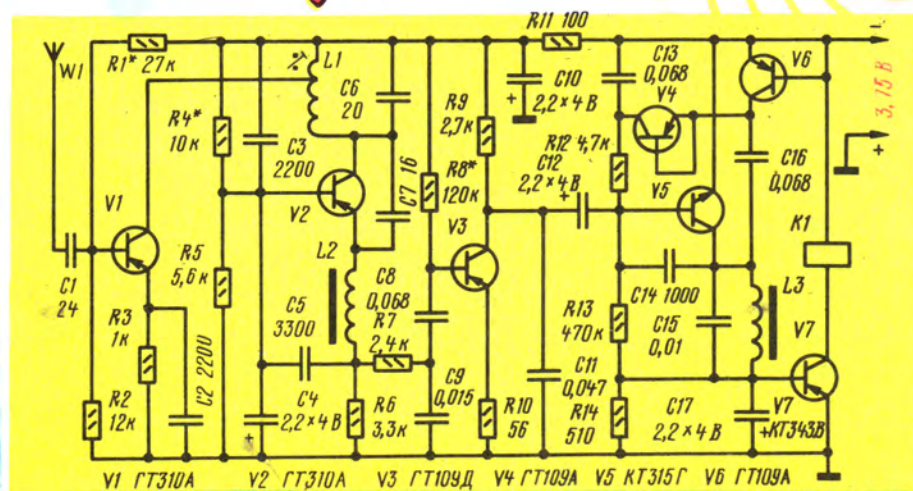 W1
R1* 27к
L1
R11 100
−
C13
0,068
V6
3,75 В
+
R4*
10к
C3
2200
C6
20
+
C10
2,2×4 В
V4
R9
2,7к
R12 4,7к
C16
0,068
V1
C7 16
R8*
120к
C12
2,2×4 В
+
V5
V2
V3
K1
R5
5,6к
L2
C8
0,068
C1
24
C14 1000
L3
R3
1к
C5
3300
R7
2,4к
R13
470к
C15
0,01
V7
C2 2200
C9
0,015
C11
0,047
R2
12к
C4
2,2×4 В
+
R6
3,3к
R10
56
R14
510
C17
2,2×4 В
+
V7
КТ343В
V1 ГТ310А V2 ГТ310А V3 ГТ109Д V4 ГТ109А V5 КТ315Г V6 ГТ109А